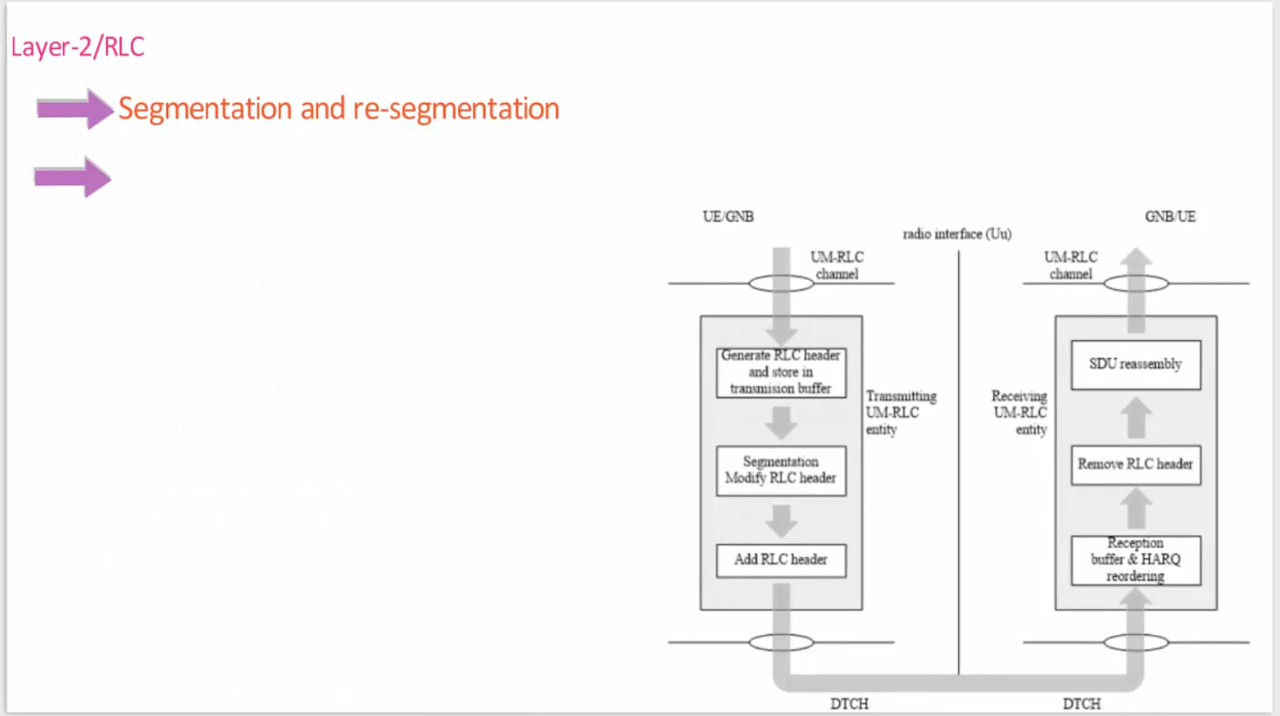 Layer-2/RLC
Segmentation and re-segmentation
UE/GNB
GNB/UE
radio interface (Uu)
UM-RLC
channel
UM-RLC
channel
Generate RLC header
and store in
transmision buffer
SDU reassembly
Transmitting
UM-RLC
entity
Receiving
UM-RLC
entity
Segmentation
Modify RLC header
Remove RLC header
Add RLC header
Reception
buffer & HARQ
reordering
DTCH
DTCH